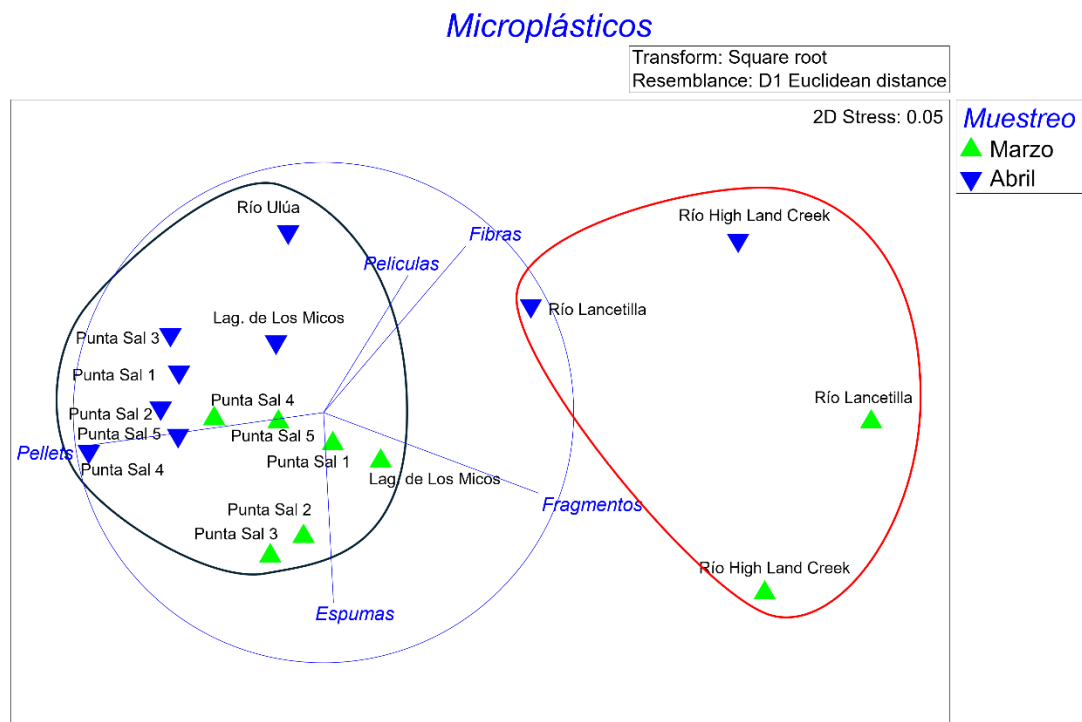 Microplásticos
Transform: Square root
Resemblance: D1 Euclidean distance
2D Stress: 0.05
Muestreo
Marzo
Abril
Río Ulúa
Fibras
Peliculas
Río High Land Creek
Río Lancetilla
Lag. de Los Micos
Punta Sal 3
Punta Sal 1
Punta Sal 4
Río Lancetilla
Punta Sal 2
Punta Sal 5
Punta Sal 5
Pellets
Punta Sal 4
Punta Sal 1
Lag. de Los Micos
Fragmentos
Punta Sal 2
Punta Sal 3
Río High Land Creek
Espumas